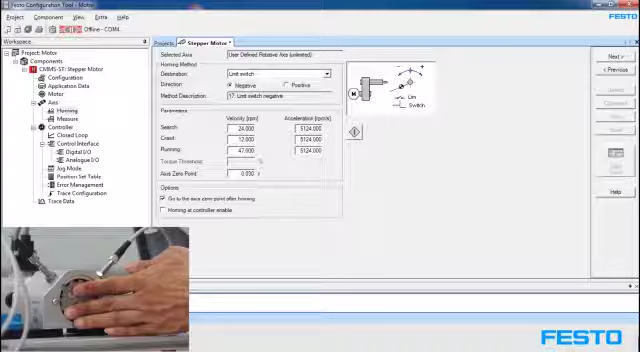 Festo Configuration Tool - Motor
Project Component View Extra Help
Offline - COM4.
Workspace
Projects Stepper Motor *
Project: Motor
Components
CMMS-ST: Stepper Motor
Configuration
Application Data
Motor
Axis
Homing
Measure
Controller
Closed Loop
Control Interface
Digital I/O
Analogue I/O
Jog Mode
Position Set Table
Error Management
Trace Configuration
Trace Data
Selected Axis User Defined Rotative Axis (unlimited)
Homing Method
Destination: Limit switch
Direction: Negative Positive
Method Description: 17: Limit switch negative
Parameters
Velocity [rpm] Acceleration [rpm/s]
Search: 24.000 5124.000
Crawl: 12.000 5124.000
Running: 47.000 5124.000
Torque Threshold: %
Axis Zero Point: 0.000 r
Options
Go to the axis zero point after homing
Homing at controller enable
- +
M
Lim
Switch
Next >
< Previous
Help
FESTO
FESTO